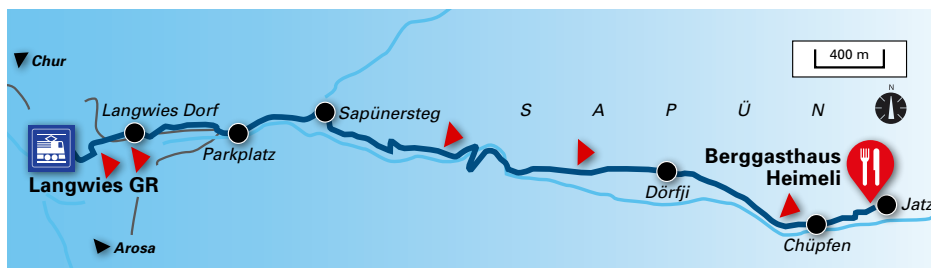 Chur
400 m
N
Langwies Dorf
Sapünersteg
S A P Ü N
Parkplatz
Berggasthaus
Heimeli
Langwies GR
Dörfji
Jatz
Chüpfen
Arosa